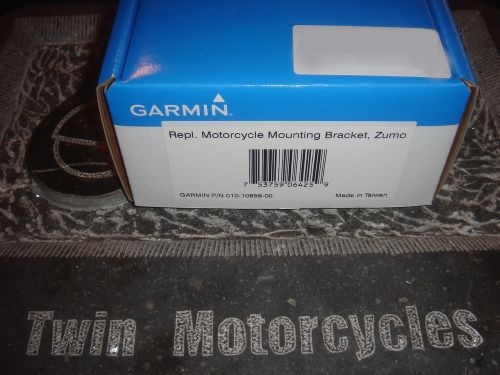 GARMIN
Repl. Motorcycle Mounting Bracket, Zumo
7 53759 06425 9
GARMIN P/N 010-10859-00
Made in Taiwan
Twin Motorcycles